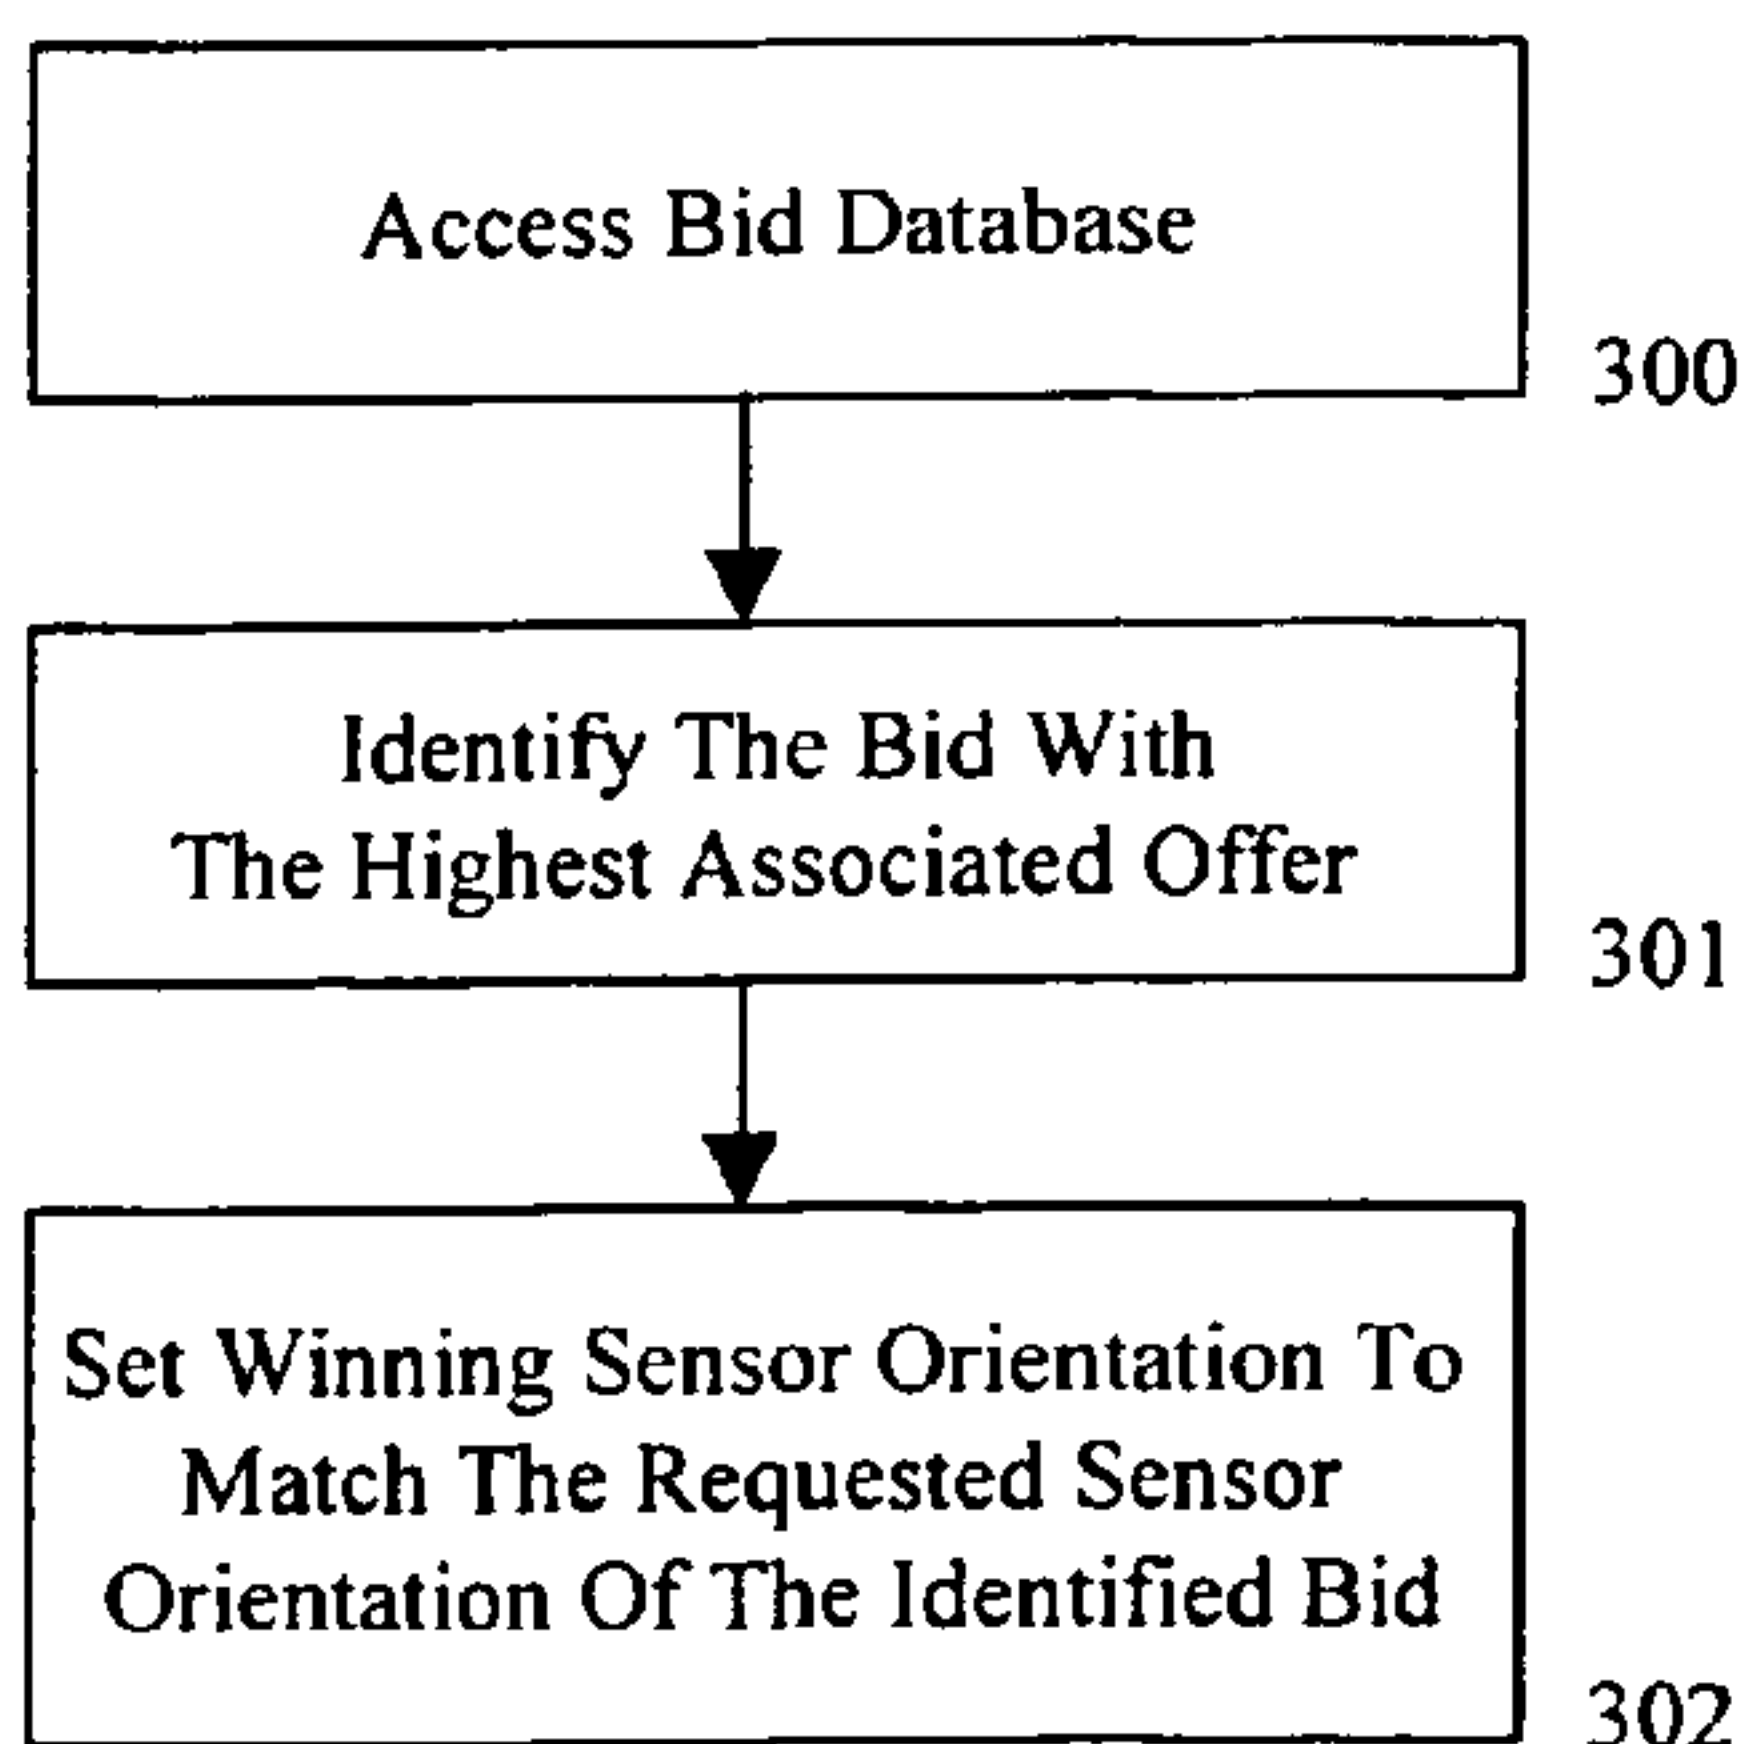 Access Bid Database
300
Identify The Bid With
The Highest Associated Offer
301
Set Winning Sensor Orientation To
Match The Requested Sensor
Orientation Of The Identified Bid
302